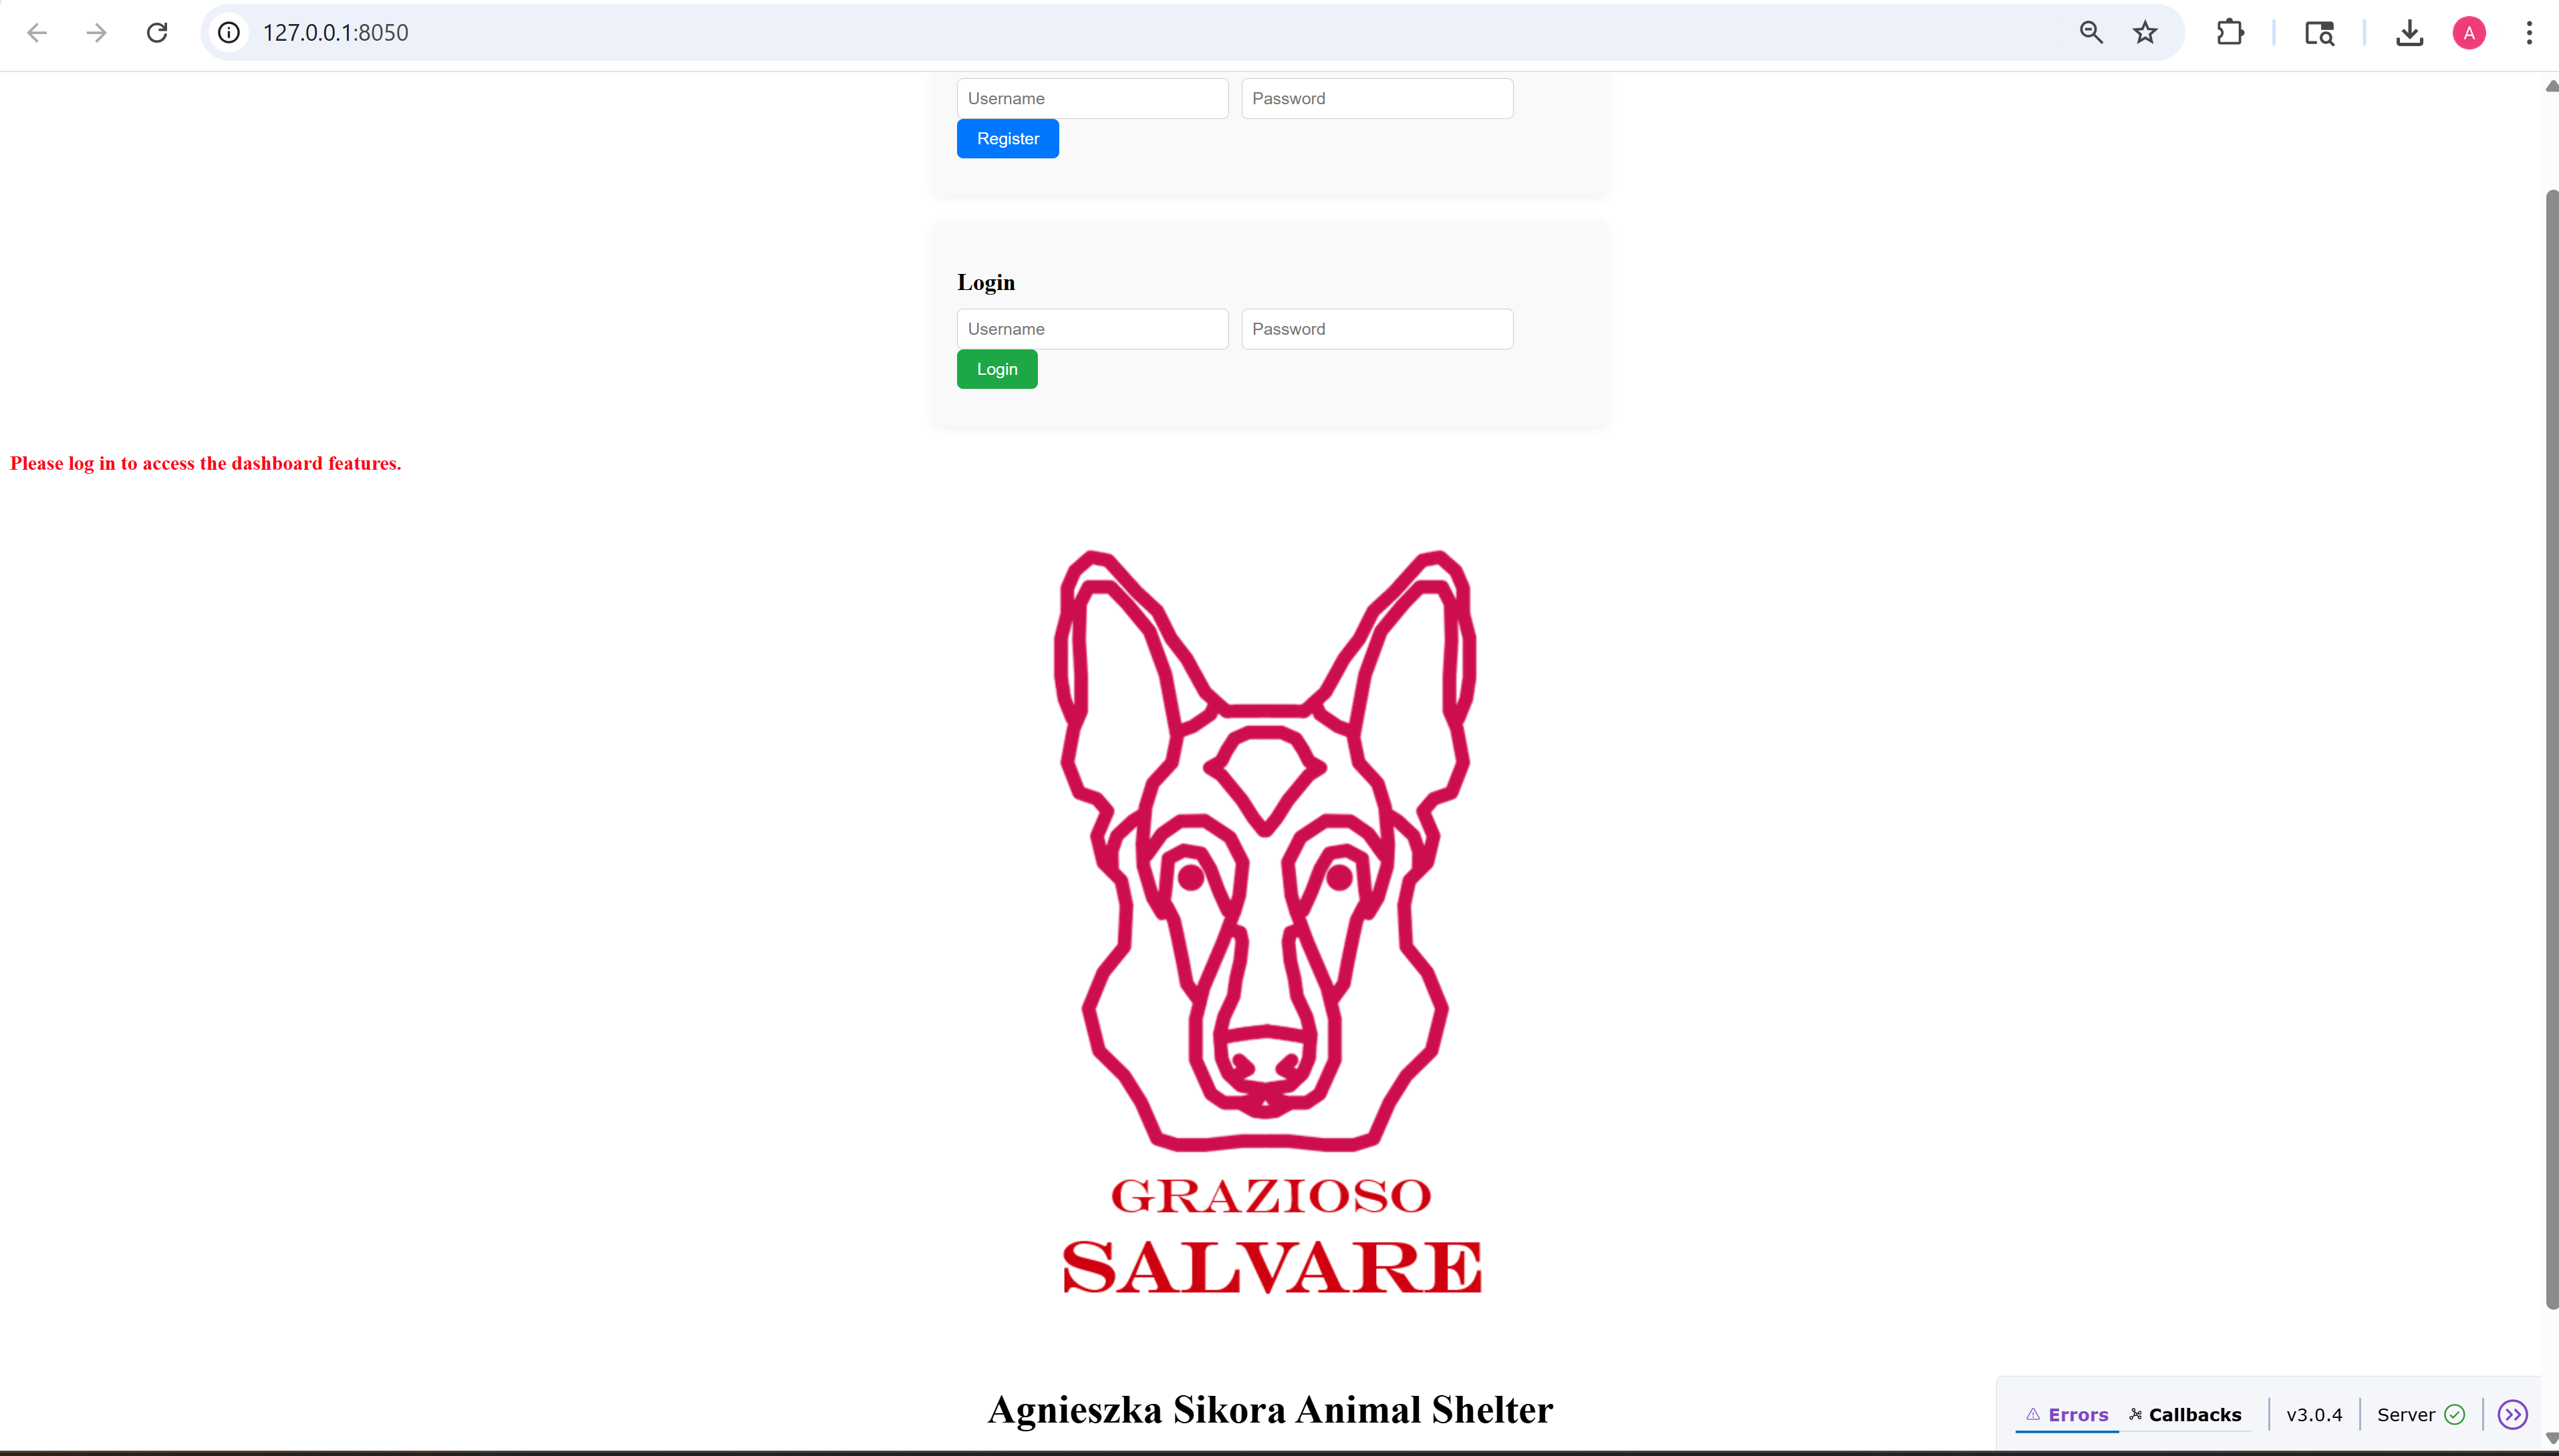 127.0.0.1:8050
A
Username Password
Register
Login
Username Password
Login
Please log in to access the dashboard features.
GRAZIOSO
SALVARE
Agnieszka Sikora Animal Shelter
Errors Callbacks v3.0.4 Server